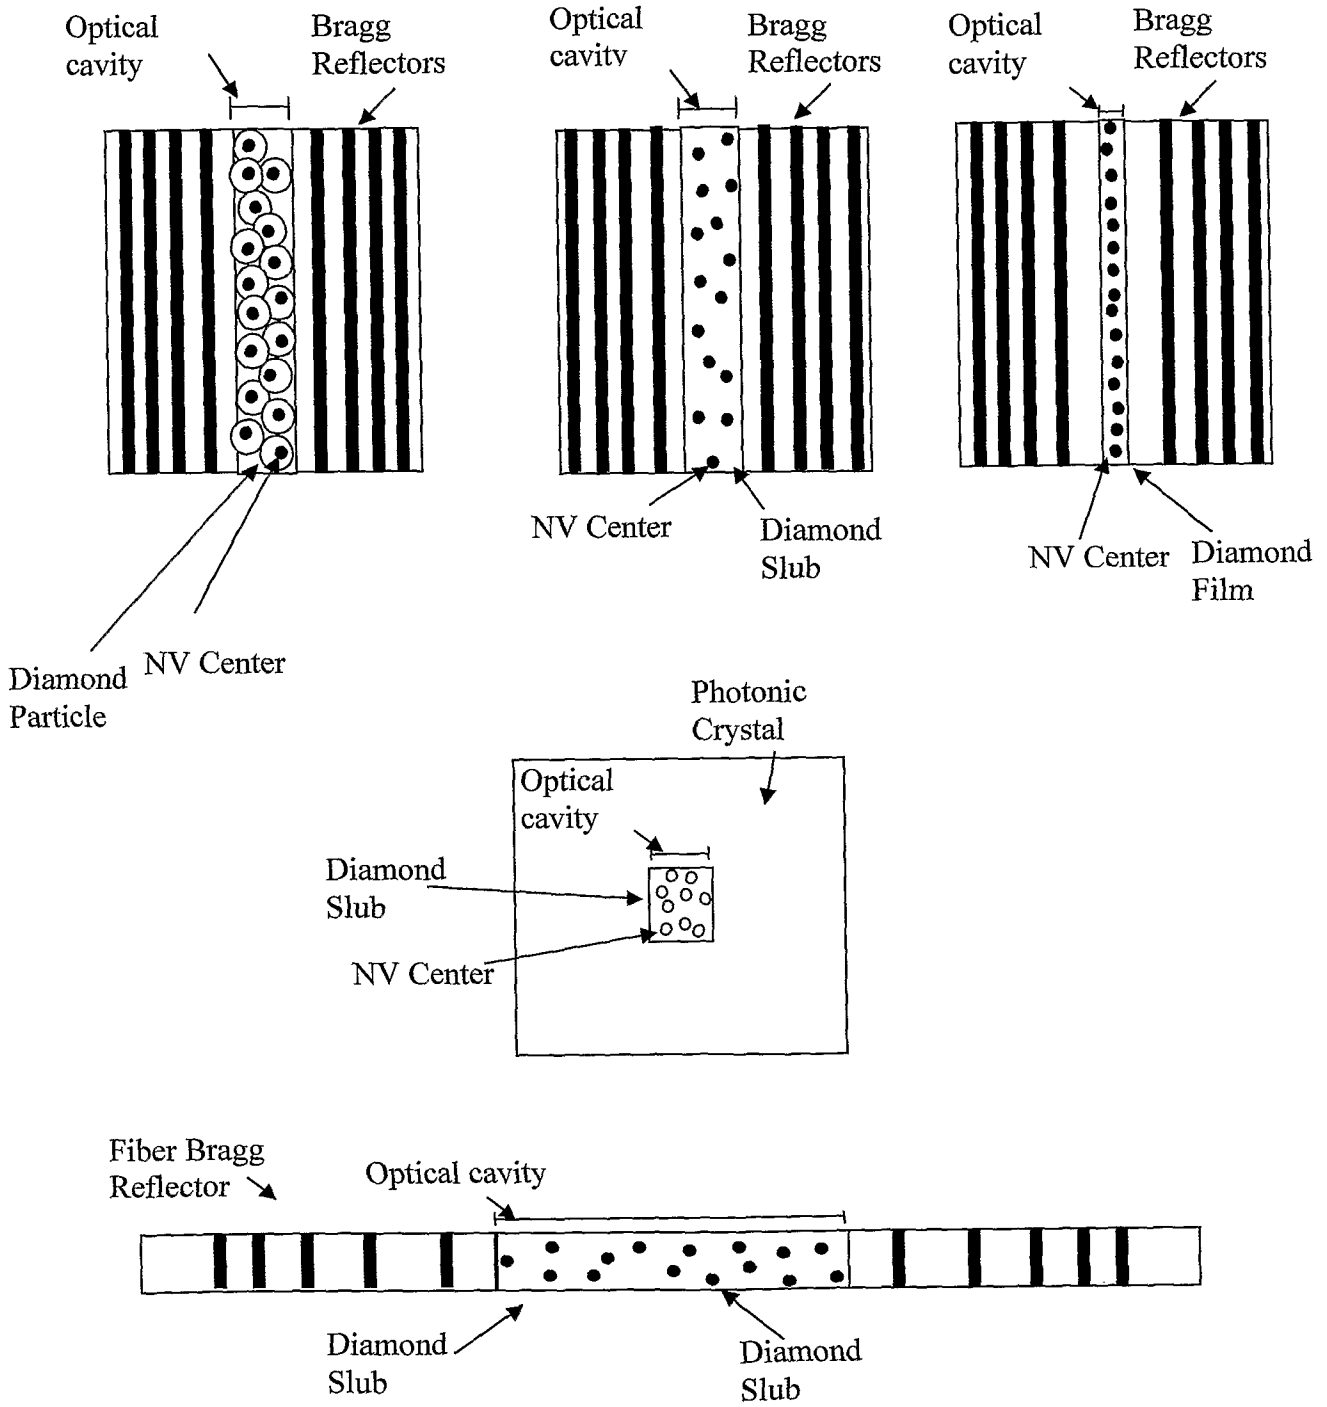 Optical
cavity
Bragg
Reflectors
Optical
cavity
Bragg
Reflectors
Optical
cavity
Bragg
Reflectors
NV Center
Diamond
Slub
NV Center
Diamond
Film
Diamond
Particle
NV Center
Photonic
Crystal
Optical
cavity
Diamond
Slub
NV Center
Fiber Bragg
Reflector
Optical cavity
Diamond
Slub
Diamond
Slub